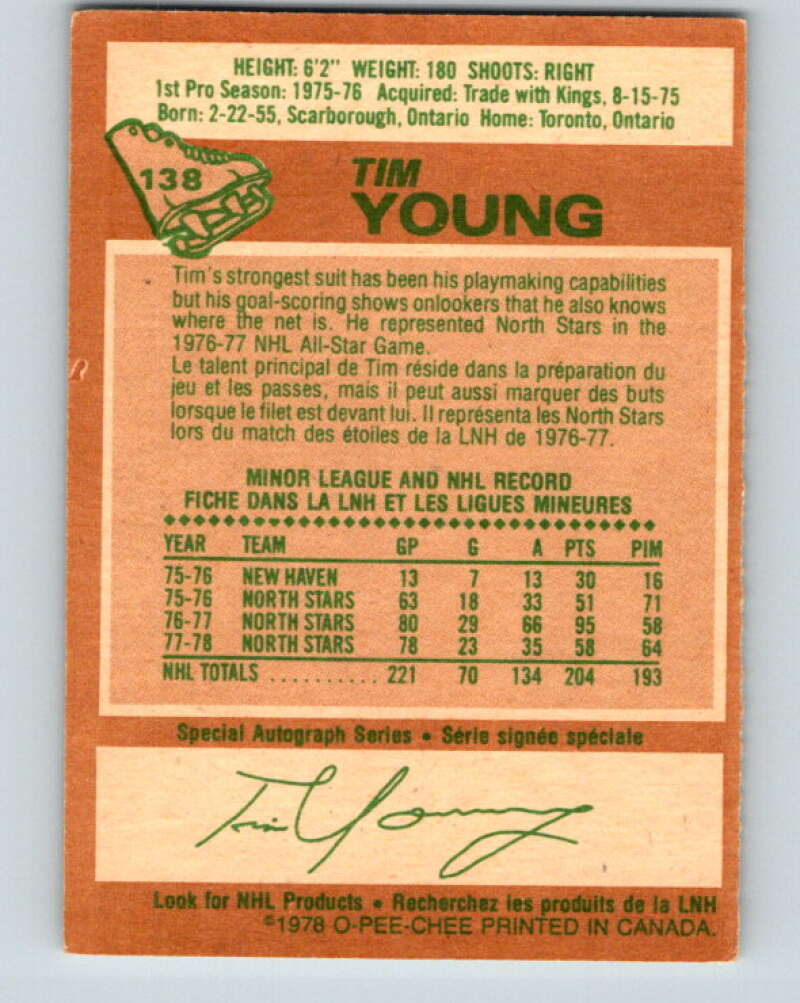 HEIGHT: 6'2" WEIGHT: 180 SHOOTS: RIGHT
1st Pro Season: 1975-76 Acquired: Trade with Kings, 8-15-75
Born: 2-22-55, Scarborough, Ontario Home: Toronto, Ontario
138
TIM
YOUNG
Tim's strongest suit has been his playmaking capabilities
but his goal-scoring shows onlookers that he also knows
where the net is. He represented North Stars in the
1976-77 NHL All-Star Game.
Le talent principal de Tim réside dans la préparation du
jeu et les passes, mais il peut aussi marquer des buts
lorsque le filet est devant lui. Il représenta les North Stars
lors du match des étoiles de la LNH de 1976-77.
MINOR LEAGUE AND NHL RECORD
FICHE DANS LA LNH ET LES LIGUES MINEURES
YEAR TEAM GP G A PTS PIM
75-76 NEW HAVEN 13 7 13 30 16
75-76 NORTH STARS 63 18 33 51 71
76-77 NORTH STARS 80 29 66 95 58
77-78 NORTH STARS 78 23 35 58 64
NHL TOTALS .......... 221 70 134 204 193
Special Autograph Series • Série signée spéciale
Tim Young
Look for NHL Products • Recherchez les produits de la LNH
©1978 O-PEE-CHEE PRINTED IN CANADA.